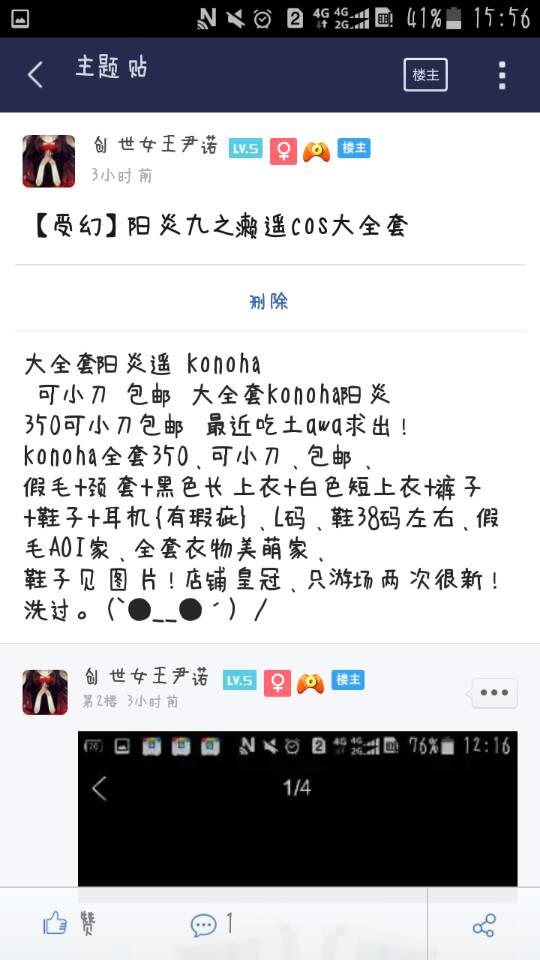 4G 4G 2G 41% 15:56
主题贴 楼主
创世女王尹诺 LV.5 楼主
3小时前
【受幻】阳炎九之濑遥cos大全套
删除
大全套阳炎遥 konoha
可小刀 包邮 大全套konoha阳炎
350可小刀包邮 最近吃土awa求出！
konoha全套350、可小刀、包邮、
假毛+颈套+黑色长上衣+白色短上衣+裤子
+鞋子+耳机{有瑕疵}、L码、鞋38码左右、假
毛AOI家、全套衣物美萌家、
鞋子见图片！店铺皇冠、只游场两次很新！
洗过。(`●__●´) /
创世女王尹诺 LV.5 楼主
第2楼 3小时前
76 4G 4G 2G 76% 12:16
1/4
赞 1